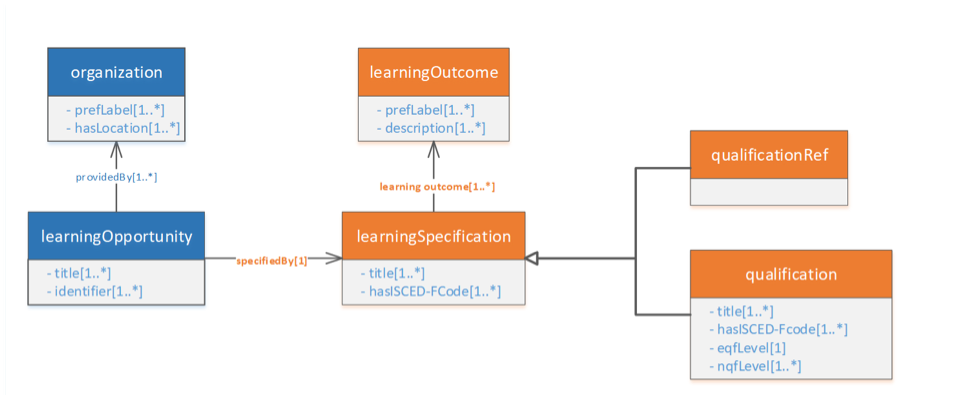 organization
- prefLabel[1..*]
- hasLocation[1..*]
learningOutcome
- prefLabel[1..*]
- description[1..*]
providedBy[1..*]
learning outcome[1..*]
qualificationRef
learningOpportunity
- title[1..*]
- identifier[1..*]
specifiedBy[1]
learningSpecification
- title[1..*]
- hasISCED-FCode[1..*]
qualification
- title[1..*]
- hasISCED-Fcode[1..*]
- eqfLevel[1]
- nqfLevel[1..*]